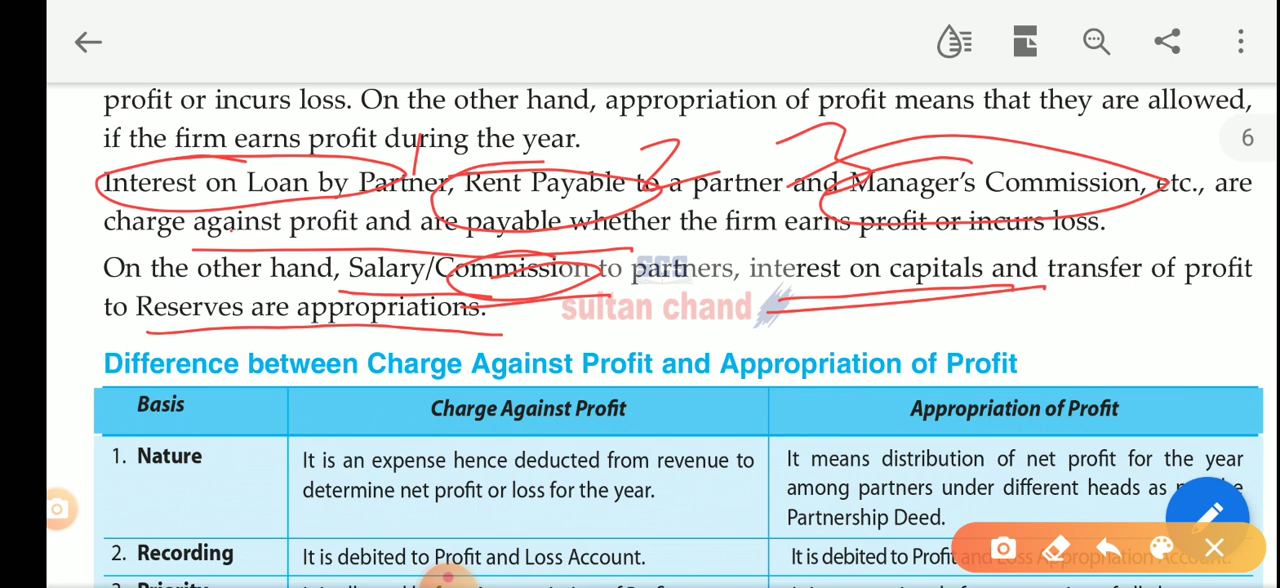 profit or incurs loss. On the other hand, appropriation of profit means that they are allowed,
if the firm earns profit during the year.
6
Interest on Loan by Partner, Rent Payable to a partner and Manager's Commission, etc., are
charge against profit and are payable whether the firm earns profit or incurs loss.
On the other hand, Salary/Commission to partners, interest on capitals and transfer of profit
to Reserves are appropriations.
sultan chand
Difference between Charge Against Profit and Appropriation of Profit
Basis Charge Against Profit Appropriation of Profit
1. Nature It is an expense hence deducted from revenue to It means distribution of net profit for the year
determine net profit or loss for the year. among partners under different heads as
Partnership Deed.
2. Recording It is debited to Profit and Loss Account. It is debited to Profit and Loss Appropriation Account.